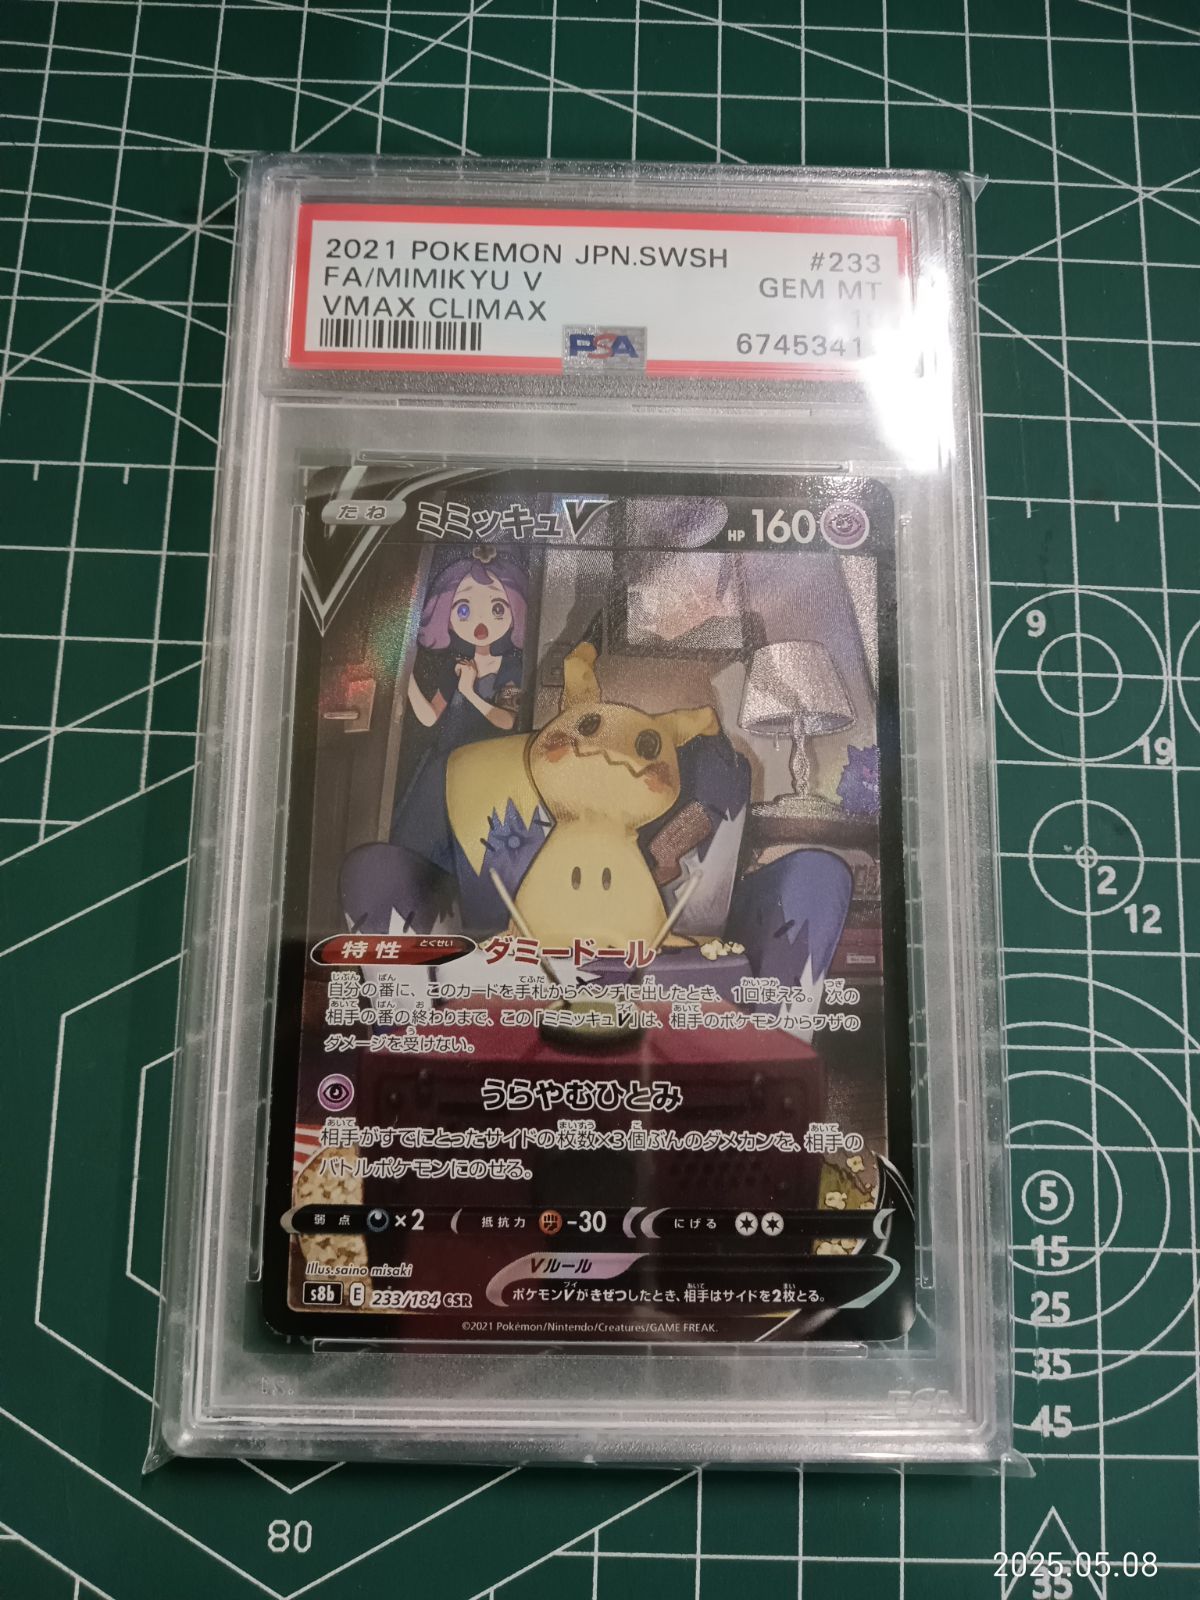 2021 POKEMON JPN.SWSH #233
FA/MIMIKYU V GEM MT
VMAX CLIMAX
PSA
たね ミミッキュV HP 160
特性 とくせい ダミードール
自分の番に、このカードを手札からベンチに出したとき、1回使える。次の
相手の番の終わりまで、この「ミミッキュV」は、相手のポケモンからワザの
ダメージを受けない。
うらやむひとみ
相手がすでにとったサイドの枚数×3個ぶんのダメカンを、相手の
バトルポケモンにのせる。
弱点 ×2 抵抗力 -30 にげる
Illus.saino misaki
Vルール
s8b E 233/184 CSR
ポケモンVがきぜつしたとき、相手はサイドを2枚とる。
©2021 Pokémon/Nintendo/Creatures/GAME FREAK.
9
19
2
12
5
15
25
35
45
80
35
2025.05.08